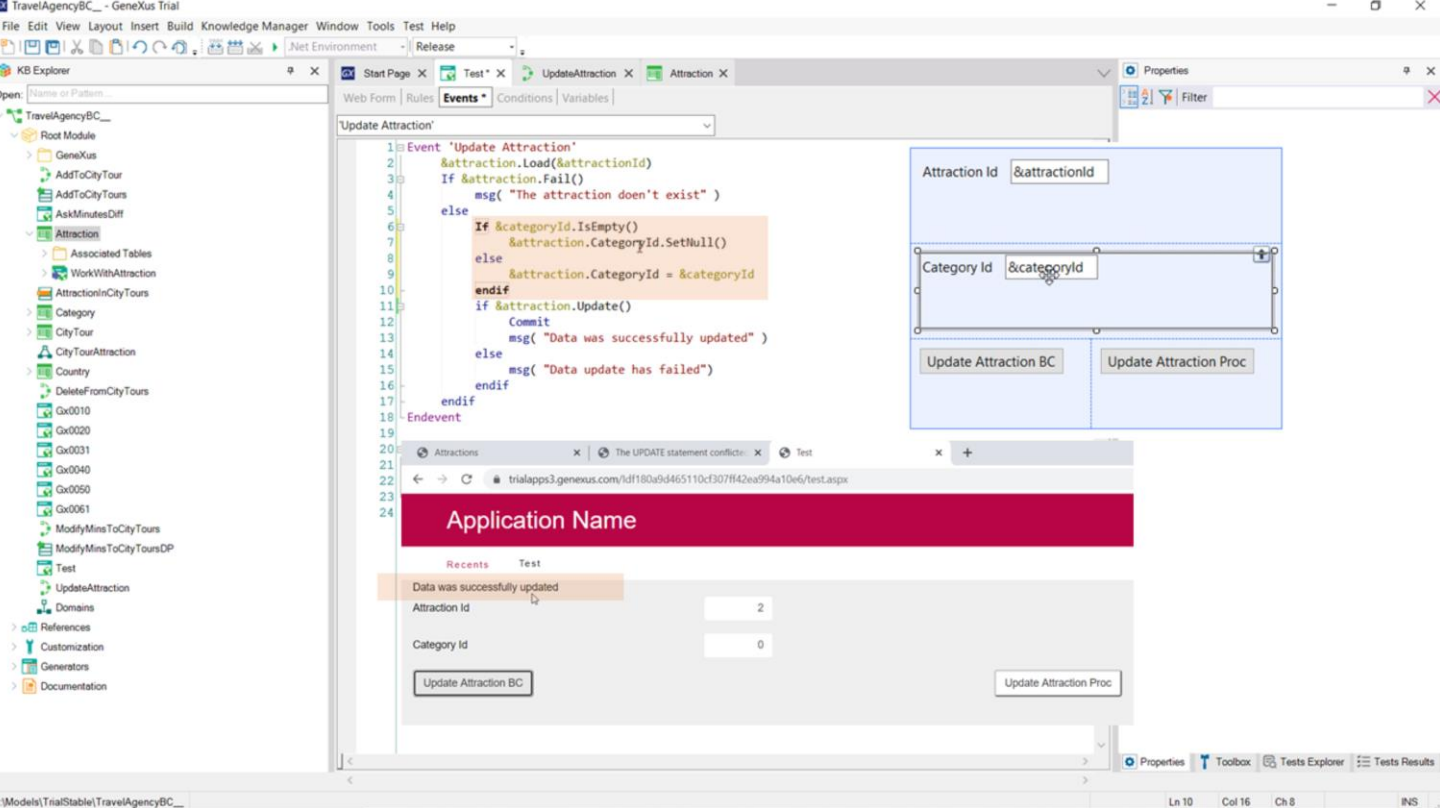 TravelAgencyBC__ - GeneXus Trial
File Edit View Layout Insert Build Knowledge Manager Window Tools Test Help
.Net Environment Release
KB Explorer
Open: Name or Pattern...
TravelAgencyBC__
Root Module
GeneXus
AddToCityTour
AddToCityTours
AskMinutesDiff
Attraction
Associated Tables
WorkWithAttraction
AttractionInCityTours
Category
CityTour
CityTourAttraction
Country
DeleteFromCityTours
Gx0010
Gx0020
Gx0031
Gx0040
Gx0050
Gx0061
ModifyMinsToCityTours
ModifyMinsToCityToursDP
Test
UpdateAttraction
Domains
References
Customization
Generators
Documentation
Start Page Test * UpdateAttraction Attraction
Web Form Rules Events * Conditions Variables
'Update Attraction'
1 Event 'Update Attraction'
2 &attraction.Load(&attractionId)
3 If &attraction.Fail()
4 msg( "The attraction doen't exist" )
5 else
6 If &categoryId.IsEmpty()
7 &attraction.CategoryId.SetNull()
8 else
9 &attraction.CategoryId = &categoryId
10 endif
11 if &attraction.Update()
12 Commit
13 msg( "Data was successfully updated" )
14 else
15 msg( "Data update has failed")
16 endif
17 endif
18 Endevent
19
20
21
22
23
24
Attraction Id &attractionId
Category Id &categoryId
Update Attraction BC Update Attraction Proc
Attractions The UPDATE statement conflicte Test
trialapps3.genexus.com/Idf180a9d465110cf307ff42ea994a10e6/test.aspx
Application Name
Recents Test
Data was successfully updated
Attraction Id 2
Category Id 0
Update Attraction BC Update Attraction Proc
Properties
Filter
Properties Toolbox Tests Explorer Tests Results
:\Models\TrialStable\TravelAgencyBC__
Ln 10 Col 16 Ch 8 INS